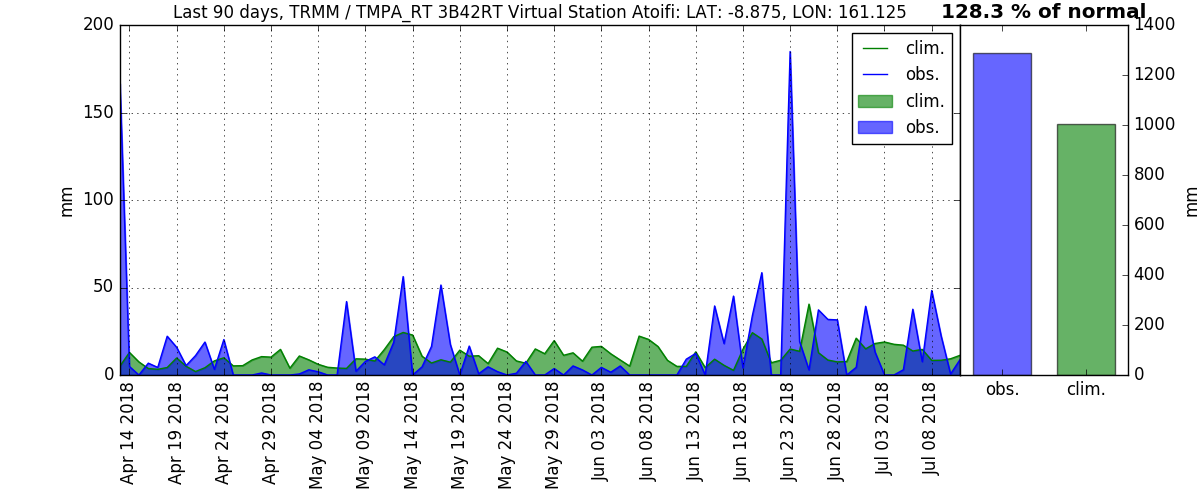 Last 90 days, TRMM / TMPA_RT 3B42RT Virtual Station Atoifi: LAT: -8.875, LON: 161.125
128.3 % of normal
200
150
100
50
0
mm
clim.
obs.
clim.
obs.
1400
1200
1000
800
600
400
200
0
mm
Apr 14 2018
Apr 19 2018
Apr 24 2018
Apr 29 2018
May 04 2018
May 09 2018
May 14 2018
May 19 2018
May 24 2018
May 29 2018
Jun 03 2018
Jun 08 2018
Jun 13 2018
Jun 18 2018
Jun 23 2018
Jun 28 2018
Jul 03 2018
Jul 08 2018
obs.
clim.